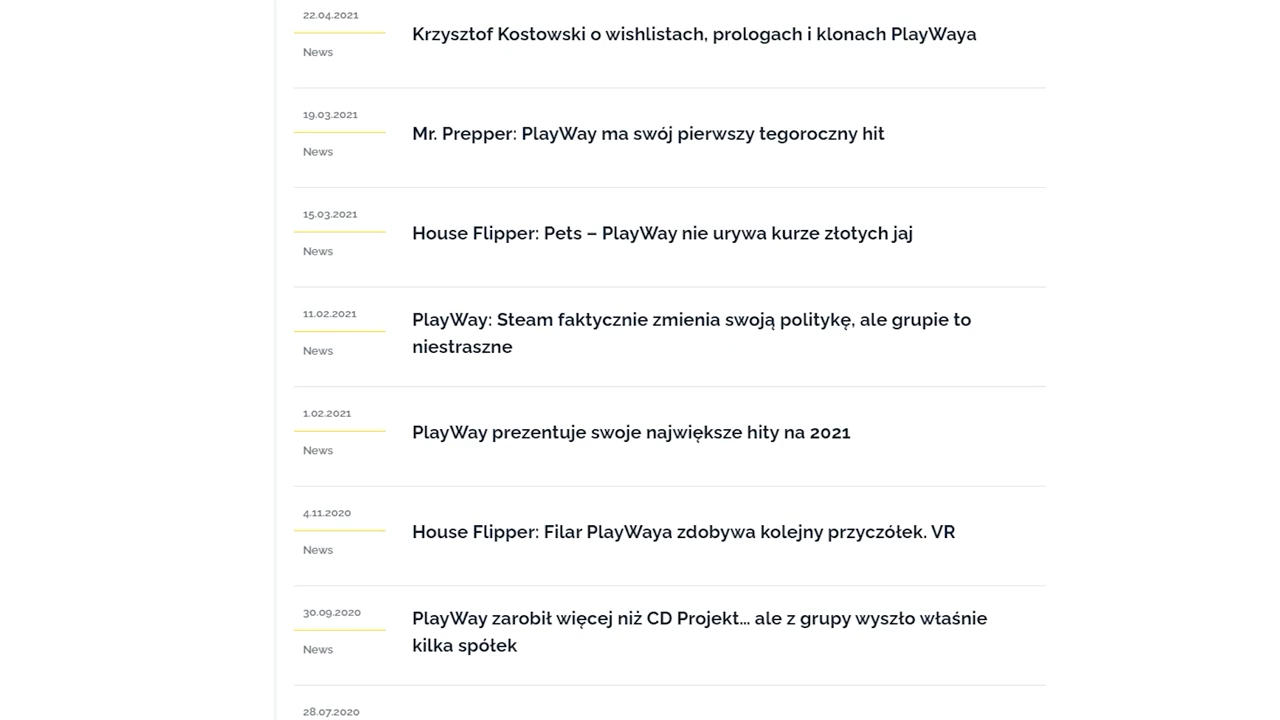 22.04.2021
Krzysztof Kostowski o wishlistach, prologach i klonach PlayWaya
News
19.03.2021
Mr. Prepper: PlayWay ma swój pierwszy tegoroczny hit
News
15.03.2021
House Flipper: Pets – PlayWay nie urywa kurze złotych jaj
News
11.02.2021
PlayWay: Steam faktycznie zmienia swoją politykę, ale grupie to
niestraszne
News
1.02.2021
PlayWay prezentuje swoje największe hity na 2021
News
4.11.2020
House Flipper: Filar PlayWaya zdobywa kolejny przyczółek. VR
News
30.09.2020
PlayWay zarobił więcej niż CD Projekt... ale z grupy wyszło właśnie
kilka spółek
News
28.07.2020